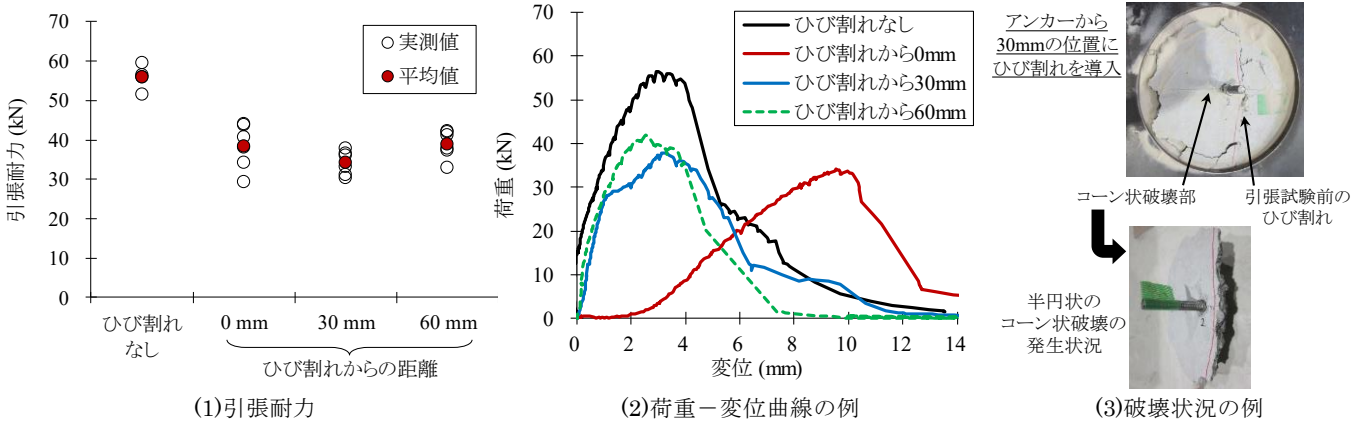 引張耐力 (kN)
70
60
50
40
30
20
10
0
実測値
平均値
ひび割れ
なし
0 mm
30 mm
60 mm
ひび割れからの距離
(1)引張耐力
荷重 (kN)
70
60
50
40
30
20
10
0
ひび割れなし
ひび割れから0mm
ひび割れから30mm
ひび割れから60mm
0
2
4
6
8
10
12
14
変位 (mm)
(2)荷重－変位曲線の例
アンカーから
30mmの位置に
ひび割れを導入
コーン状破壊部
引張試験前の
ひび割れ
半円状の
コーン状破壊の
発生状況
(3)破壊状況の例